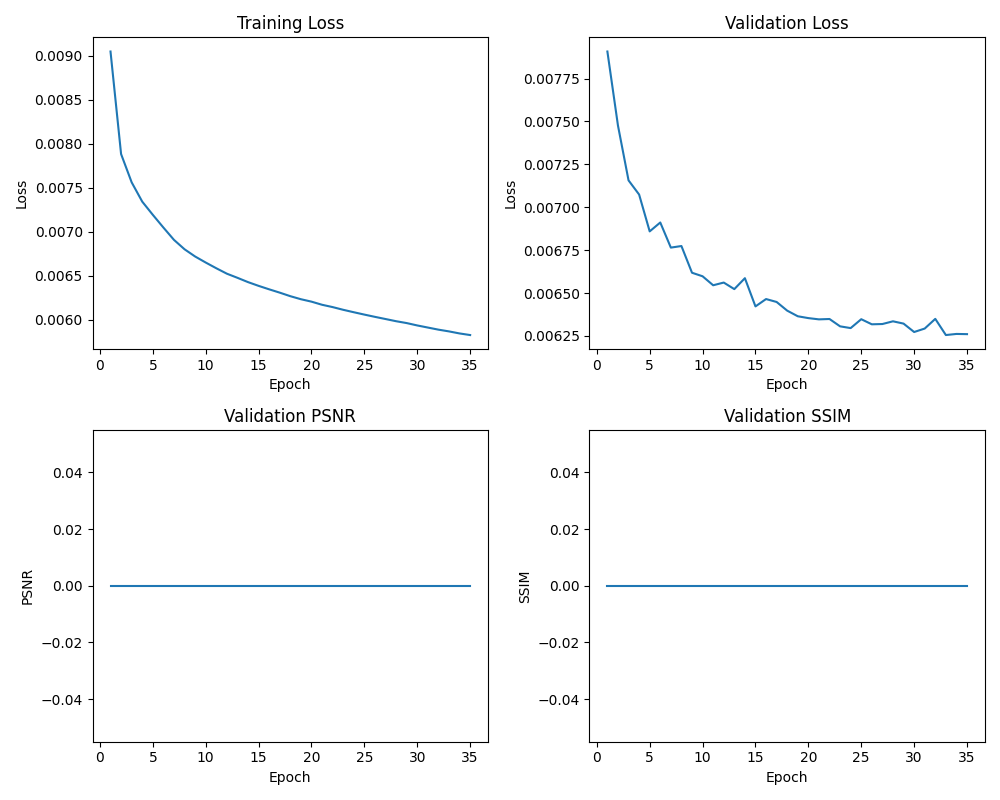 Training Loss
0.0090
0.0085
0.0080
0.0075
0.0070
0.0065
0.0060
Loss
0 5 10 15 20 25 30 35
Epoch
Validation Loss
0.00775
0.00750
0.00725
0.00700
0.00675
0.00650
0.00625
Loss
0 5 10 15 20 25 30 35
Epoch
Validation PSNR
0.04
0.02
0.00
−0.02
−0.04
PSNR
0 5 10 15 20 25 30 35
Epoch
Validation SSIM
0.04
0.02
0.00
−0.02
−0.04
SSIM
0 5 10 15 20 25 30 35
Epoch